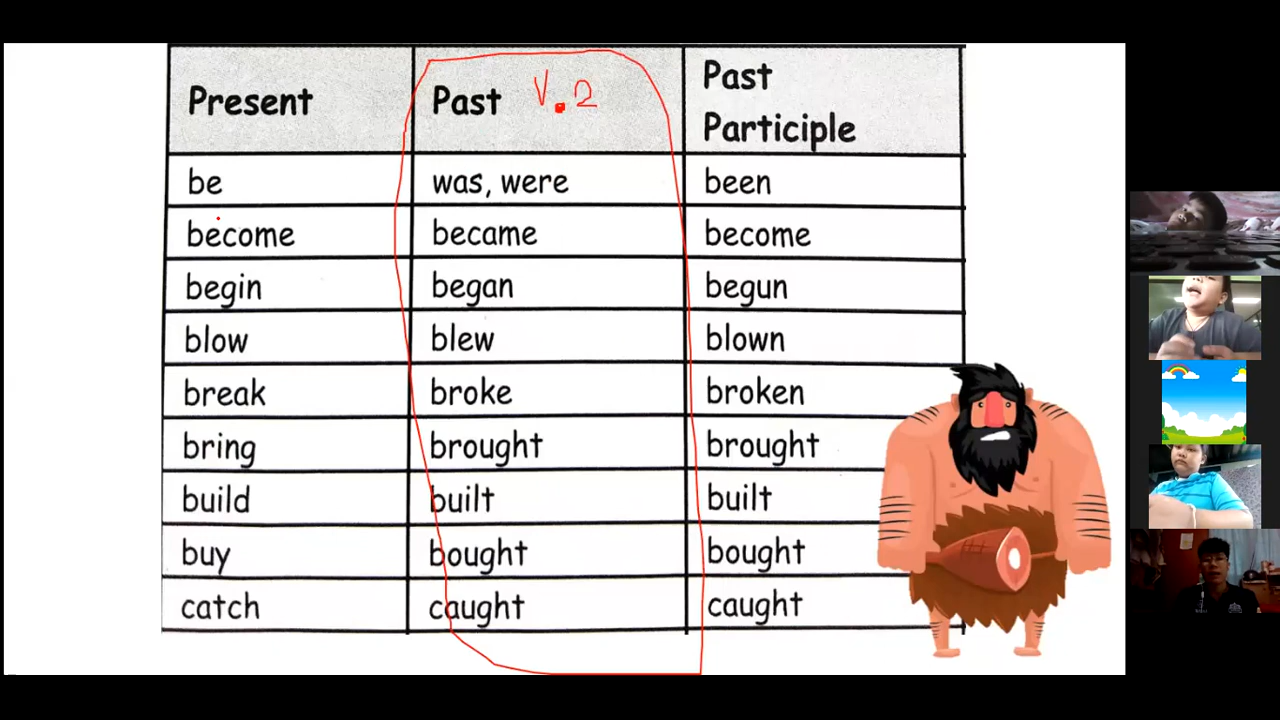 Present Past V.2 Past Participle
be was, were been
become became become
begin began begun
blow blew blown
break broke broken
bring brought brought
build built built
buy bought bought
catch caught caught